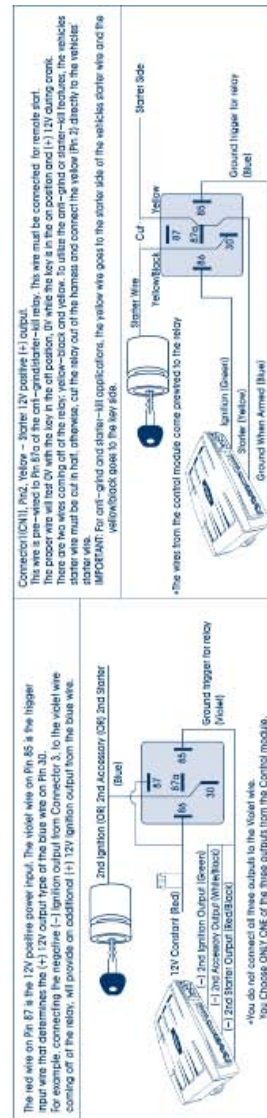 The red wire on Pin 87 is the 12V positive power input. The violet wire on Pin 85 is the trigger
input wire that determines the (+) 12V output type of the blue wire on Pin 30.
For example, connecting the negative (-) Ignition output from Connector 3, to the violet wire
coming off of the relay, will provide an additional (+) 12V Ignition output from the blue wire.
2nd Ignition (OR) 2nd Accessory (OR) 2nd Starter
(Blue)
12V Constant (Red)
87
86
87a
85
30
Ground trigger for relay
(Violet)
(-) 2nd Ignition Output (Green)
(-) 2nd Accessory Output (White/Black)
(-) 2nd Starter Output (Red/Black)
*You do not connect all three outputs to the Violet wire.
You Choose ONLY ONE of the three outputs from the Control module.
Connector1(CN1), Pin2, Yellow - Starter 12V positive (+) output.
This wire is pre-wired to Pin 87a of the anti-grind/starter-kill relay. This wire must be connected for remote start.
The proper wire will test 0V with the key in the off position, 0V while the key is in the on position and (+) 12V during crank.
There are two wires coming off of the relay: yellow-black and yellow. To utilize the anti-grind or starter-kill features, the vehicles
starter wire must be cut in half, otherwise, cut the relay out of the harness and connect the yellow (Pin 2) directly to the vehicles'
starter wire.
IMPORTANT: For anti-grind and starter-kill applications, the yellow wire goes to the starter side of the vehicles starter wire and the
yellow/black goes to the key side.
Starter Wire
Cut
Starter Side
Yellow/Black
Yellow
87
86
87a
85
30
Ground trigger for relay
(Blue)
*The wires from the control module come prewired to the relay
Ignition (Green)
Starter (Yellow)
Ground When Armed (Blue)